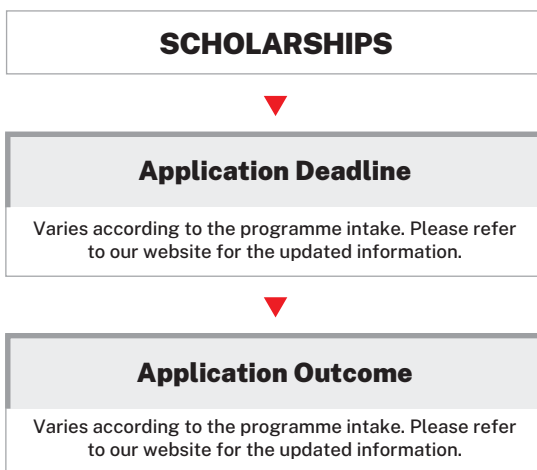 SCHOLARSHIPS
Application Deadline
Varies according to the programme intake. Please refer
to our website for the updated information.
Application Outcome
Varies according to the programme intake. Please refer
to our website for the updated information.